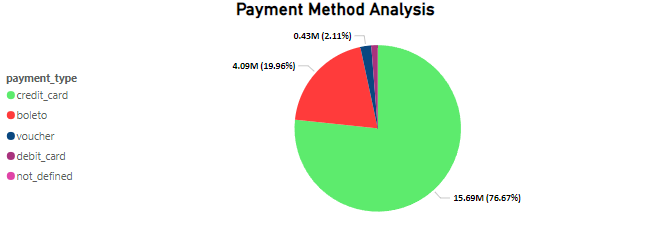 Payment Method Analysis
0.43M (2.11%)
4.09M (19.96%)
payment_type
credit_card
boleto
voucher
debit_card
not_defined
15.69M (76.67%)